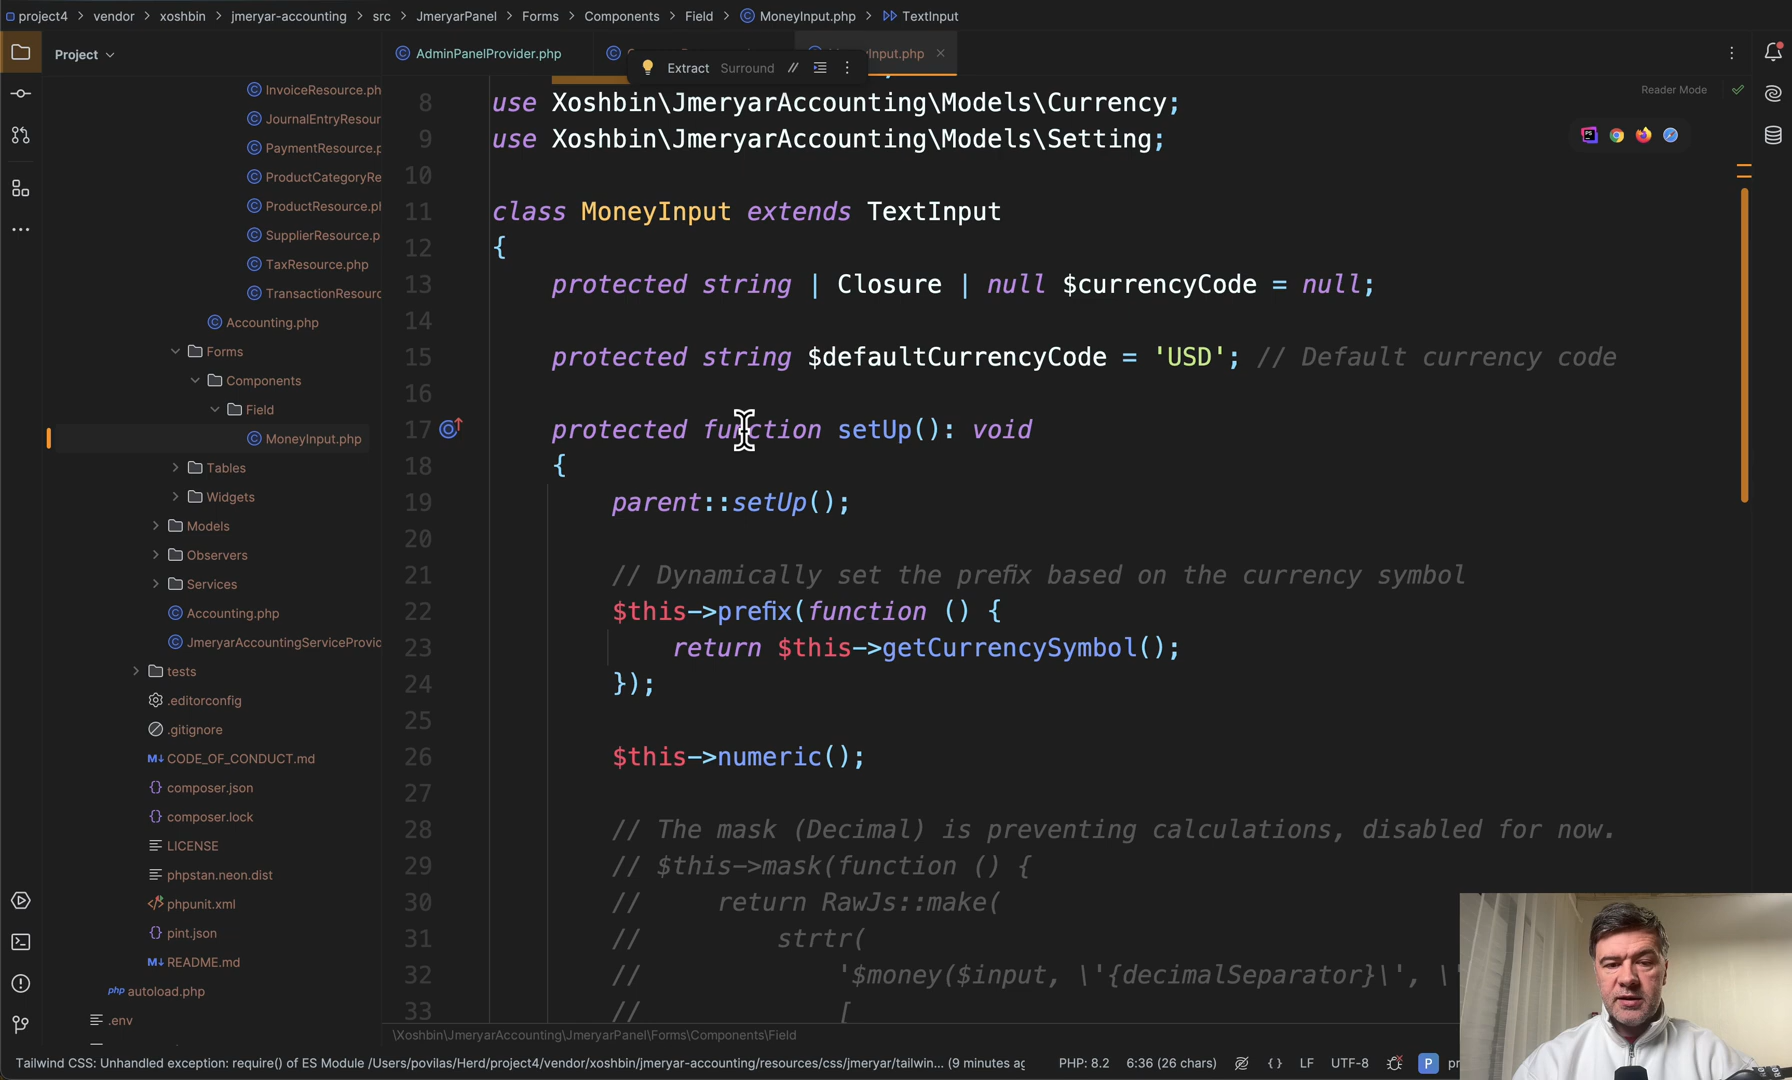 project4 > vendor > xoshbin > jmeryar-accounting > src > JmeryarPanel > Forms > Components > Field > MoneyInput.php > TextInput
Project
AdminPanelProvider.php
Input.php
Extract
Surround
Reader Mode
InvoiceResource.ph
JournalEntryResour
PaymentResource.p
ProductCategoryRe
ProductResource.ph
SupplierResource.p
TaxResource.php
TransactionResourc
Accounting.php
Forms
Components
Field
MoneyInput.php
Tables
Widgets
Models
Observers
Services
Accounting.php
JmeryarAccountingServiceProvid
tests
.editorconfig
.gitignore
CODE_OF_CONDUCT.md
composer.json
composer.lock
LICENSE
phpstan.neon.dist
phpunit.xml
pint.json
README.md
php autoload.php
.env
8 use Xoshbin\JmeryarAccounting\Models\Currency;
9 use Xoshbin\JmeryarAccounting\Models\Setting;
10
11 class MoneyInput extends TextInput
12 {
13 protected string | Closure | null $currencyCode = null;
14
15 protected string $defaultCurrencyCode = 'USD'; // Default currency code
16
17 protected function setUp(): void
18 {
19 parent::setUp();
20
21 // Dynamically set the prefix based on the currency symbol
22 $this->prefix(function () {
23 return $this->getCurrencySymbol();
24 });
25
26 $this->numeric();
27
28 // The mask (Decimal) is preventing calculations, disabled for now.
29 // $this->mask(function () {
30 // return RawJs::make(
31 // strtr(
32 // '$money($input, \'{decimalSeparator}\', \'
33 // [
\Xoshbin\JmeryarAccounting\JmeryarPanel\Forms\Components\Field
Tailwind CSS: Unhandled exception: require() of ES Module /Users/povilas/Herd/project4/vendor/xoshbin/jmeryar-accounting/resources/css/jmeryar/tailwin... (9 minutes ag
PHP: 8.2
6:36 (26 chars)
LF
UTF-8
P